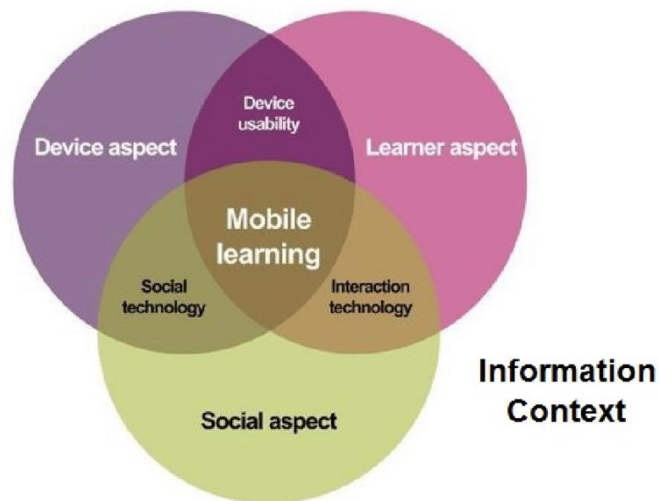 Device
usability
Device aspect
Learner aspect
Mobile
learning
Social
technology
Interaction
technology
Information
Context
Social aspect